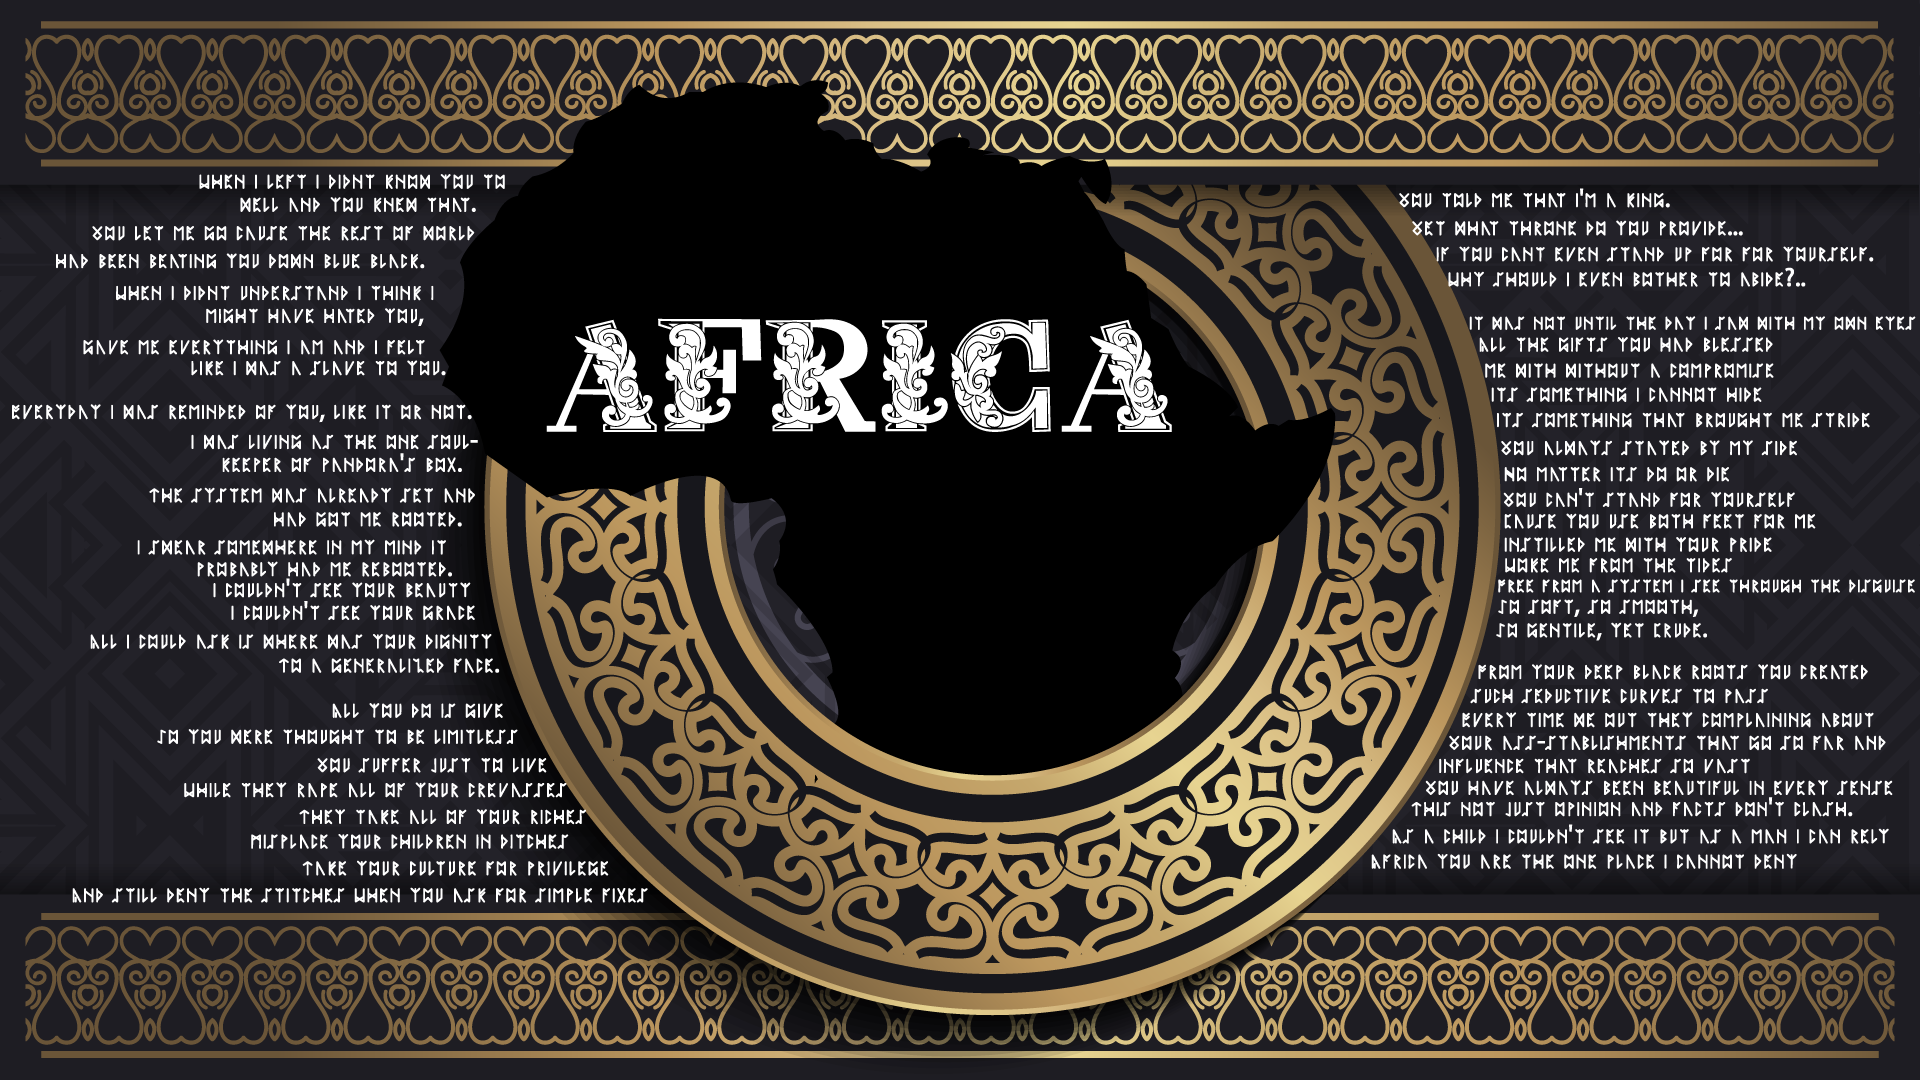 WHEN I LEFT I DIDNT KNOW YOU TO
WELL AND YOU KNEW THAT.
YOU LET ME GO CAUSE THE REST OF WORLD
HAD BEEN BEATING YOU DOWN BLUE BLACK.
WHEN I DIDNT UNDERSTAND I THINK I
MIGHT HAVE HATED YOU,
GAVE ME EVERYTHING I AM AND I FELT
LIKE I WAS A SLAVE TO YOU.
EVERYDAY I WAS REMINDED OF YOU, LIKE IT OR NOT.
I WAS LIVING AS THE ONE SOUL-
KEEPER OF PANDORA'S BOX.
THE SYSTEM WAS ALREADY SET AND
HAD GOT ME ROOTED.
I SWEAR SOMEWHERE IN MY MIND IT
PROBABLY HAD ME REBOOTED.
I COULDN'T SEE YOUR BEAUTY
I COULDN'T SEE YOUR GRACE
ALL I COULD ASK IS WHERE WAS YOUR DIGNITY
TO A GENERALIZED FACE.
ALL YOU DO IS GIVE
SO YOU WERE THOUGHT TO BE LIMITLESS
YOU SUFFER JUST TO LIVE
WHILE THEY RAPE ALL OF YOUR CREVASSES
THEY TAKE ALL OF YOUR RICHES
MISPLACE YOUR CHILDREN IN DITCHES
TAKE YOUR CULTURE FOR PRIVILEGE
AND STILL DENY THE STITCHES WHEN YOU ASK FOR SIMPLE FIXES
AFRICA
YOU TOLD ME THAT I'M A KING.
YET WHAT THRONE DO YOU PROVIDE...
IF YOU CANT EVEN STAND UP FOR FOR YOURSELF.
WHY SHOULD I EVEN BOTHER TO ABIDE?..
IT WAS NOT UNTIL THE DAY I SAW WITH MY OWN EYES
ALL THE GIFTS YOU HAD BLESSED
ME WITH WITHOUT A COMPROMISE
ITS SOMETHING I CANNOT HIDE
ITS SOMETHING THAT BROUGHT ME STRIDE
YOU ALWAYS STAYED BY MY SIDE
NO MATTER ITS DO OR DIE
YOU CAN'T STAND FOR YOURSELF
CAUSE YOU USE BOTH FEET FOR ME
INSTILLED ME WITH YOUR PRIDE
WOKE ME FROM THE TIDES
FREE FROM A SYSTEM I SEE THROUGH THE DISGUISE
SO SOFT, SO SMOOTH,
SO GENTILE, YET CRUDE.
FROM YOUR DEEP BLACK ROOTS YOU CREATED
SUCH SEDUCTIVE CURVES TO PASS
EVERY TIME WE OUT THEY COMPLAINING ABOUT
YOUR ASS-STABLISHMENTS THAT GO SO FAR AND
INFLUENCE THAT REACHES SO VAST
YOU HAVE ALWAYS BEEN BEAUTIFUL IN EVERY SENSE
THIS NOT JUST OPINION AND FACTS DON'T CLASH.
AS A CHILD I COULDN'T SEE IT BUT AS A MAN I CAN RELY
AFRICA YOU ARE THE ONE PLACE I CANNOT DENY